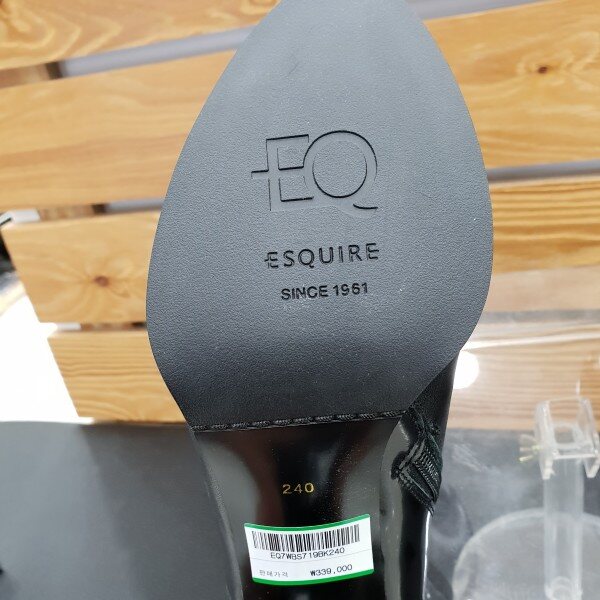 EQ
ESQUIRE
SINCE 1961
240
EQ7WBS719BK240
판매가격 ₩339,000